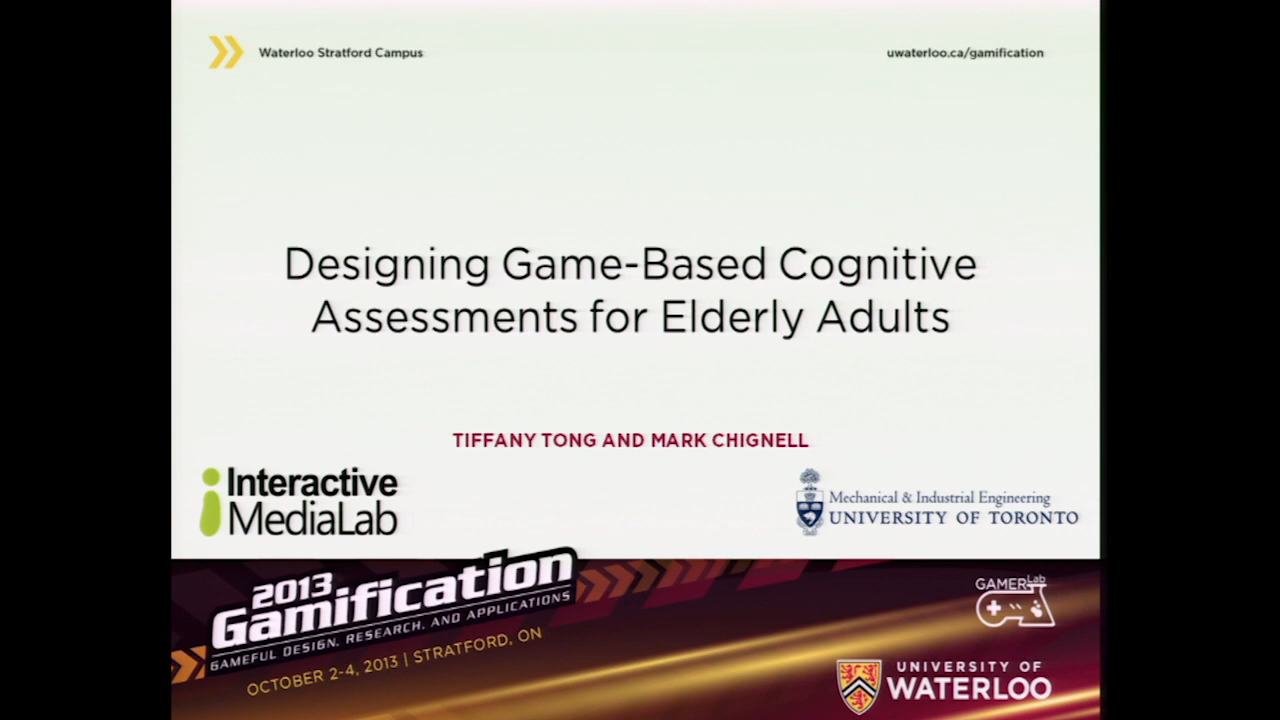 Waterloo Stratford Campus
uwaterloo.ca/gamification
Designing Game-Based Cognitive
Assessments for Elderly Adults
TIFFANY TONG AND MARK CHIGNELL
Interactive
MediaLab
Mechanical & Industrial Engineering
UNIVERSITY OF TORONTO
2013
Gamification
GAMEFUL DESIGN, RESEARCH, AND APPLICATIONS
OCTOBER 2-4, 2013 | STRATFORD, ON
GAMERLab
UNIVERSITY OF
WATERLOO